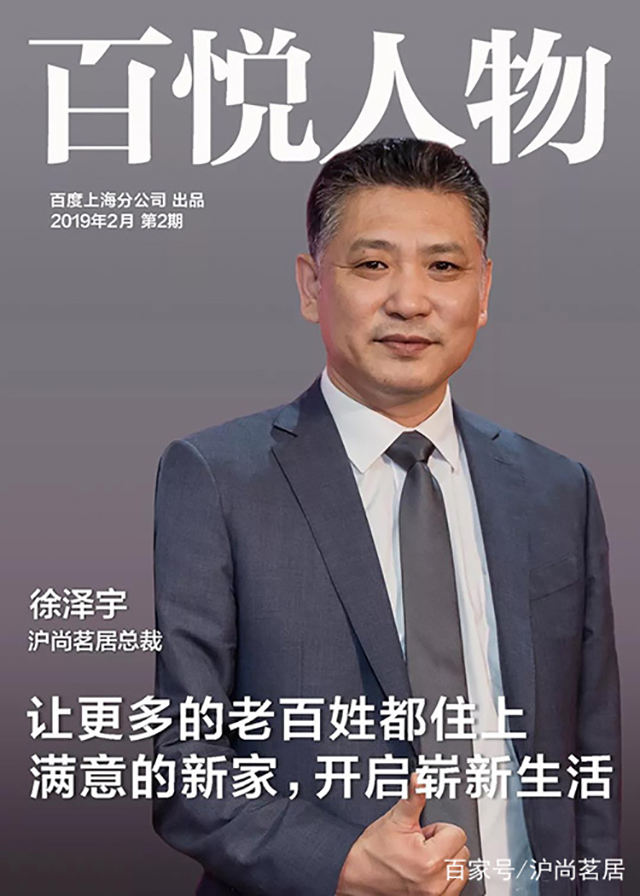 百悦人物
百度上海分公司 出品
2019年2月 第2期
徐泽宇
沪尚茗居总裁
让更多的老百姓都住上
满意的新家，开启崭新生活
百家号/沪尚茗居